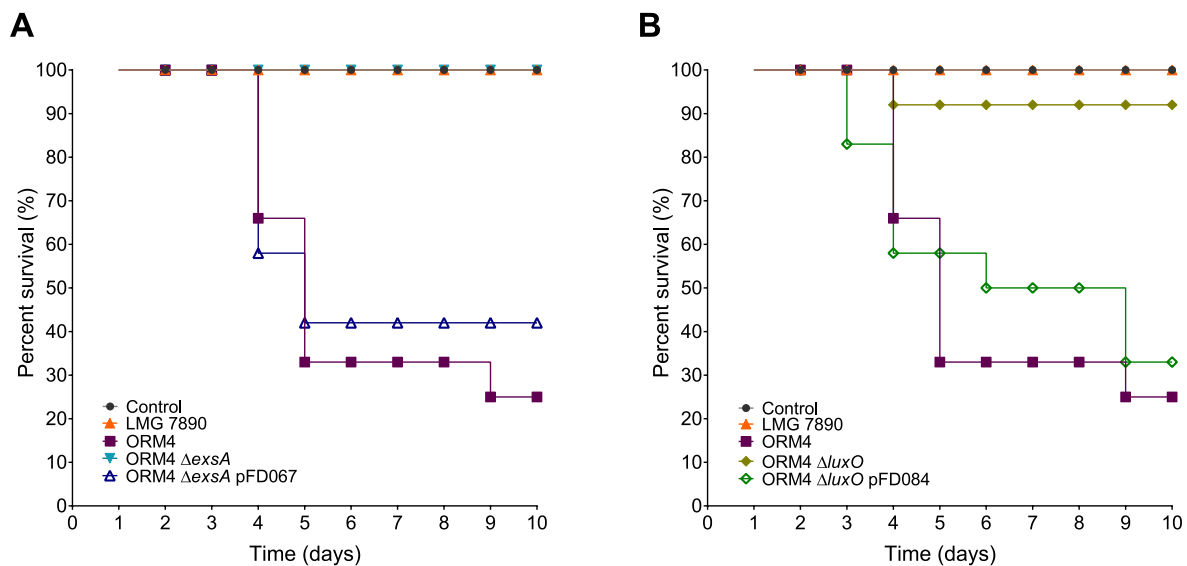 A
Percent survival (%)
100
90
80
70
60
50
40
30
20
10
0
Control
LMG 7890
ORM4
ORM4 ΔexsA
ORM4 ΔexsA pFD067
0 1 2 3 4 5 6 7 8 9 10
Time (days)
B
Percent survival (%)
100
90
80
70
60
50
40
30
20
10
0
Control
LMG 7890
ORM4
ORM4 ΔluxO
ORM4 ΔluxO pFD084
0 1 2 3 4 5 6 7 8 9 10
Time (days)